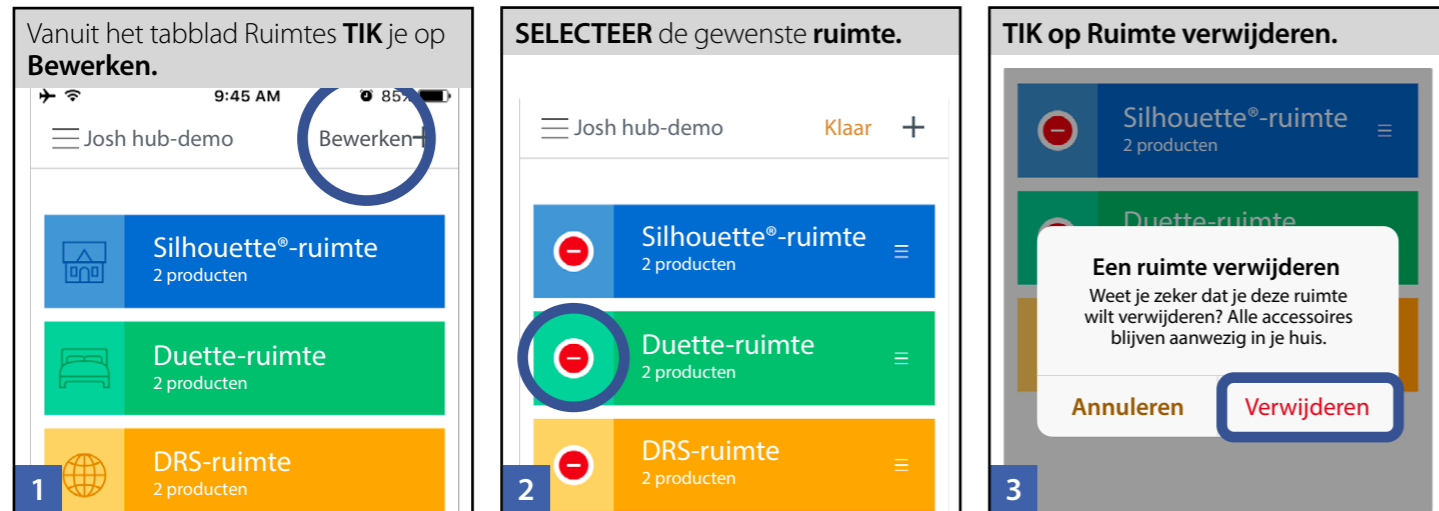 Vanuit het tabblad Ruimtes TIK je op
Bewerken.
9:45 AM
85%
Josh hub-demo
Bewerken+
Silhouette®-ruimte
2 producten
Duette-ruimte
2 producten
DRS-ruimte
2 producten
1
SELECTEER de gewenste ruimte.
Josh hub-demo
Klaar +
Silhouette®-ruimte
2 producten
Duette-ruimte
2 producten
DRS-ruimte
2 producten
2
TIK op Ruimte verwijderen.
Silhouette®-ruimte
2 producten
Duette-ruimte
Een ruimte verwijderen
Weet je zeker dat je deze ruimte
wilt verwijderen? Alle accessoires
blijven aanwezig in je huis.
Annuleren
Verwijderen
3